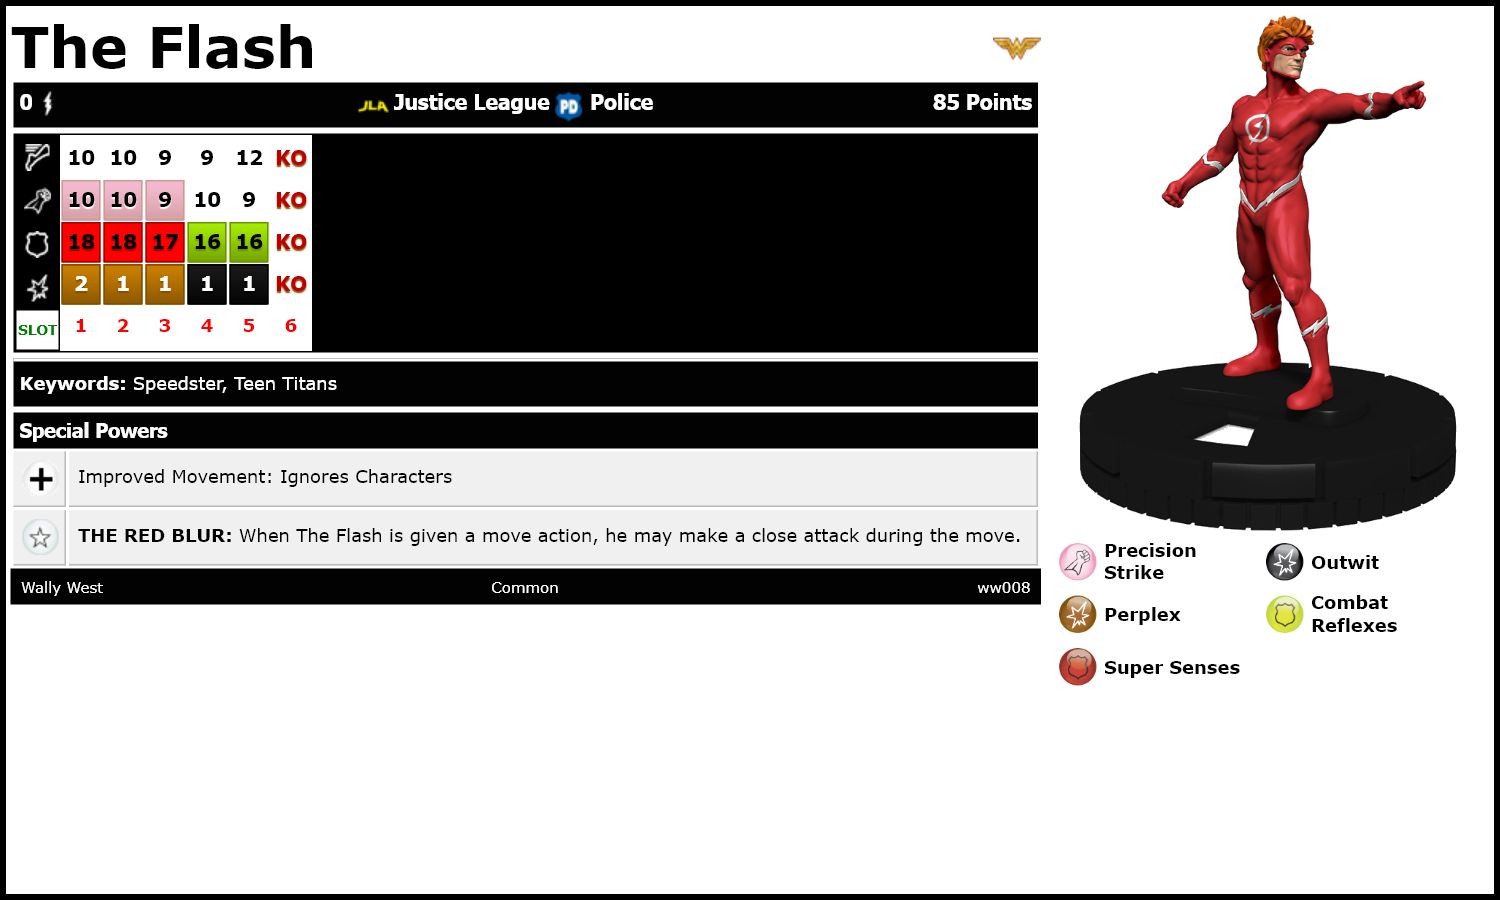 The Flash
0 JLA Justice League PD Police 85 Points
10 10 9 9 12 KO
10 10 9 10 9 KO
18 18 17 16 16 KO
2 1 1 1 1 KO
SLOT 1 2 3 4 5 6
Keywords: Speedster, Teen Titans
Special Powers
Improved Movement: Ignores Characters
THE RED BLUR: When The Flash is given a move action, he may make a close attack during the move.
Wally West Common ww008
Precision
Strike
Outwit
Perplex
Combat
Reflexes
Super Senses